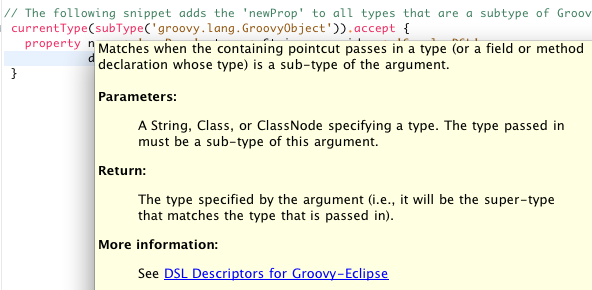 // The following snippet adds the 'newProp' to all types that are a subtype of Groov
currentType(subType('groovy.lang.GroovyObject')).accept {
property n
Matches when the containing pointcut passes in a type (or a field or method
declaration whose type) is a sub-type of the argument.
d
}
Parameters:
A String, Class, or ClassNode specifying a type. The type passed in
must be a sub-type of this argument.
Return:
The type specified by the argument (i.e., it will be the super-type
that matches the type that is passed in).
More information:
See DSL Descriptors for Groovy-Eclipse